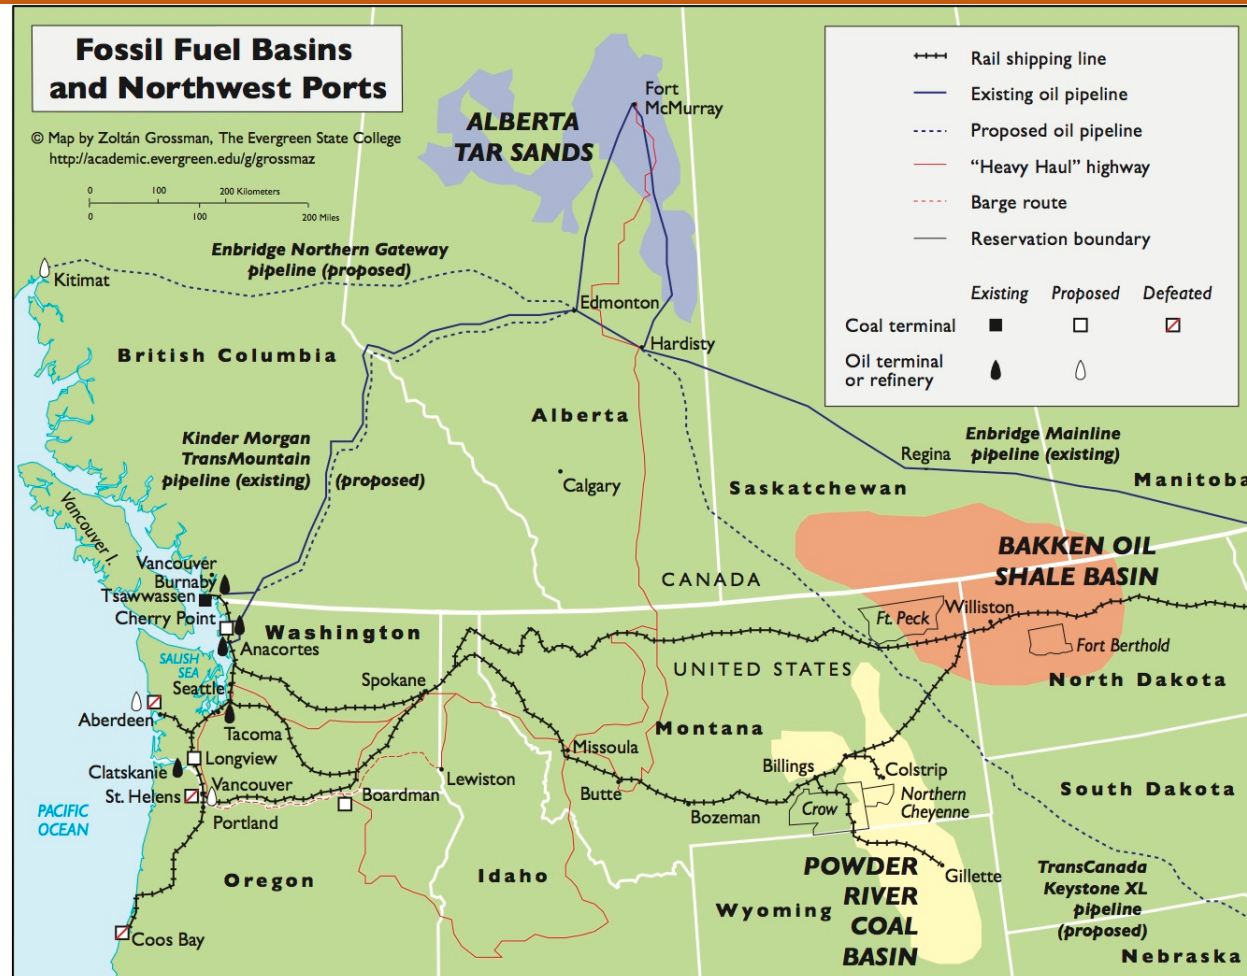 Fossil Fuel Basins
and Northwest Ports
© Map by Zoltán Grossman, The Evergreen State College
http://academic.evergreen.edu/g/grossmaz
0 100 200 Kilometers
0 100 200 Miles
Rail shipping line
Existing oil pipeline
Proposed oil pipeline
“Heavy Haul” highway
Barge route
Reservation boundary
Existing Proposed Defeated
Coal terminal
Oil terminal
or refinery
Fort
McMurray
ALBERTA
TAR SANDS
Enbridge Northern Gateway
pipeline (proposed)
Kitimat
Edmonton
Hardisty
British Columbia
Alberta
Kinder Morgan
TransMountain
pipeline (existing)
(proposed)
Calgary
Regina
Enbridge Mainline
pipeline (existing)
Saskatchewan
Manitoba
Vancouver I.
BAKKEN OIL
SHALE BASIN
Vancouver
Burnaby
Tsawwassen
Cherry Point
CANADA
Washington
Anacortes
SALISH
SEA
Seattle
Spokane
UNITED STATES
Ft. Peck
Williston
Fort Berthold
North Dakota
Aberdeen
Tacoma
Montana
Missoula
Longview
Clatskanie
Vancouver
Lewiston
Butte
Billings
Colstrip
St. Helens
Boardman
Portland
Bozeman
Crow
Northern
Cheyenne
South Dakota
PACIFIC
OCEAN
Oregon
Idaho
POWDER
RIVER
COAL
BASIN
Gillette
Wyoming
TransCanada
Keystone XL
pipeline
(proposed)
Coos Bay
Nebraska